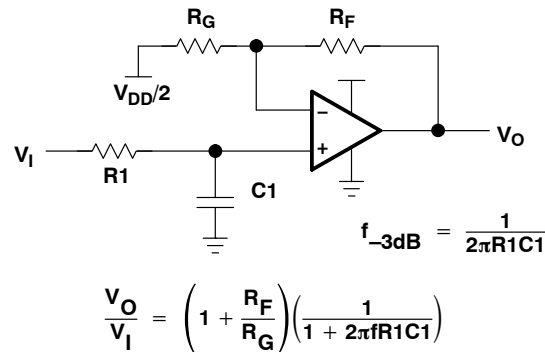 R_G
R_F
V_DD/2
−
+
V_I
R1
C1
V_O
f_−3dB = 1/(2πR1C1)
V_O/V_I = (1 + R_F/R_G)(1/(1 + 2πfR1C1))